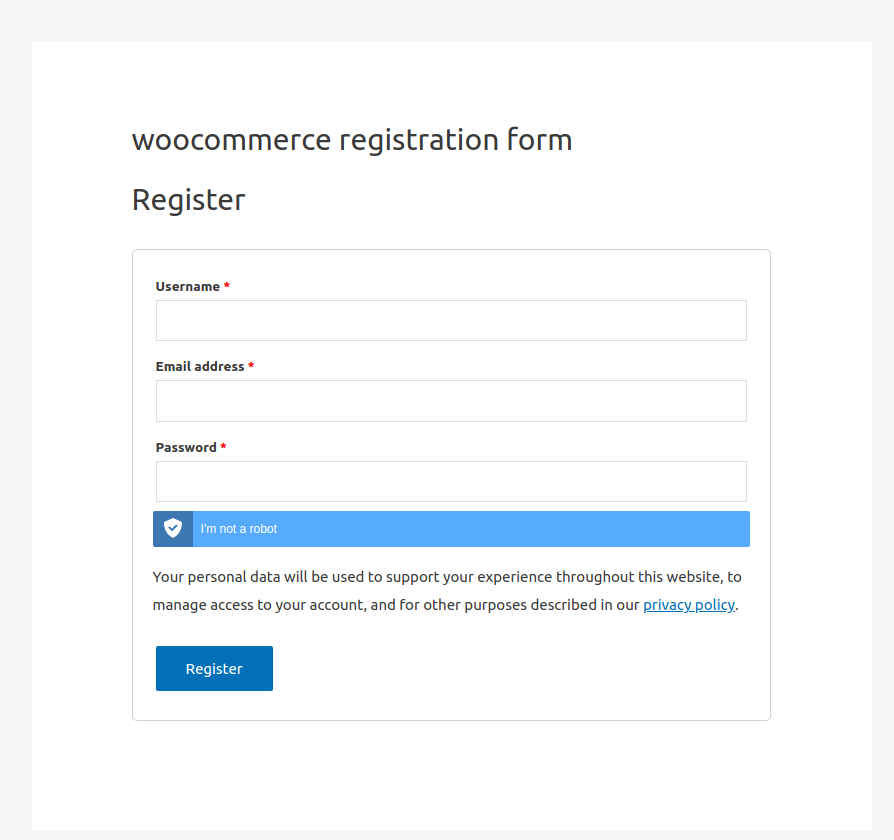 woocommerce registration form
Register
Username *
Email address *
Password *
I'm not a robot
Your personal data will be used to support your experience throughout this website, to
manage access to your account, and for other purposes described in our privacy policy.
Register